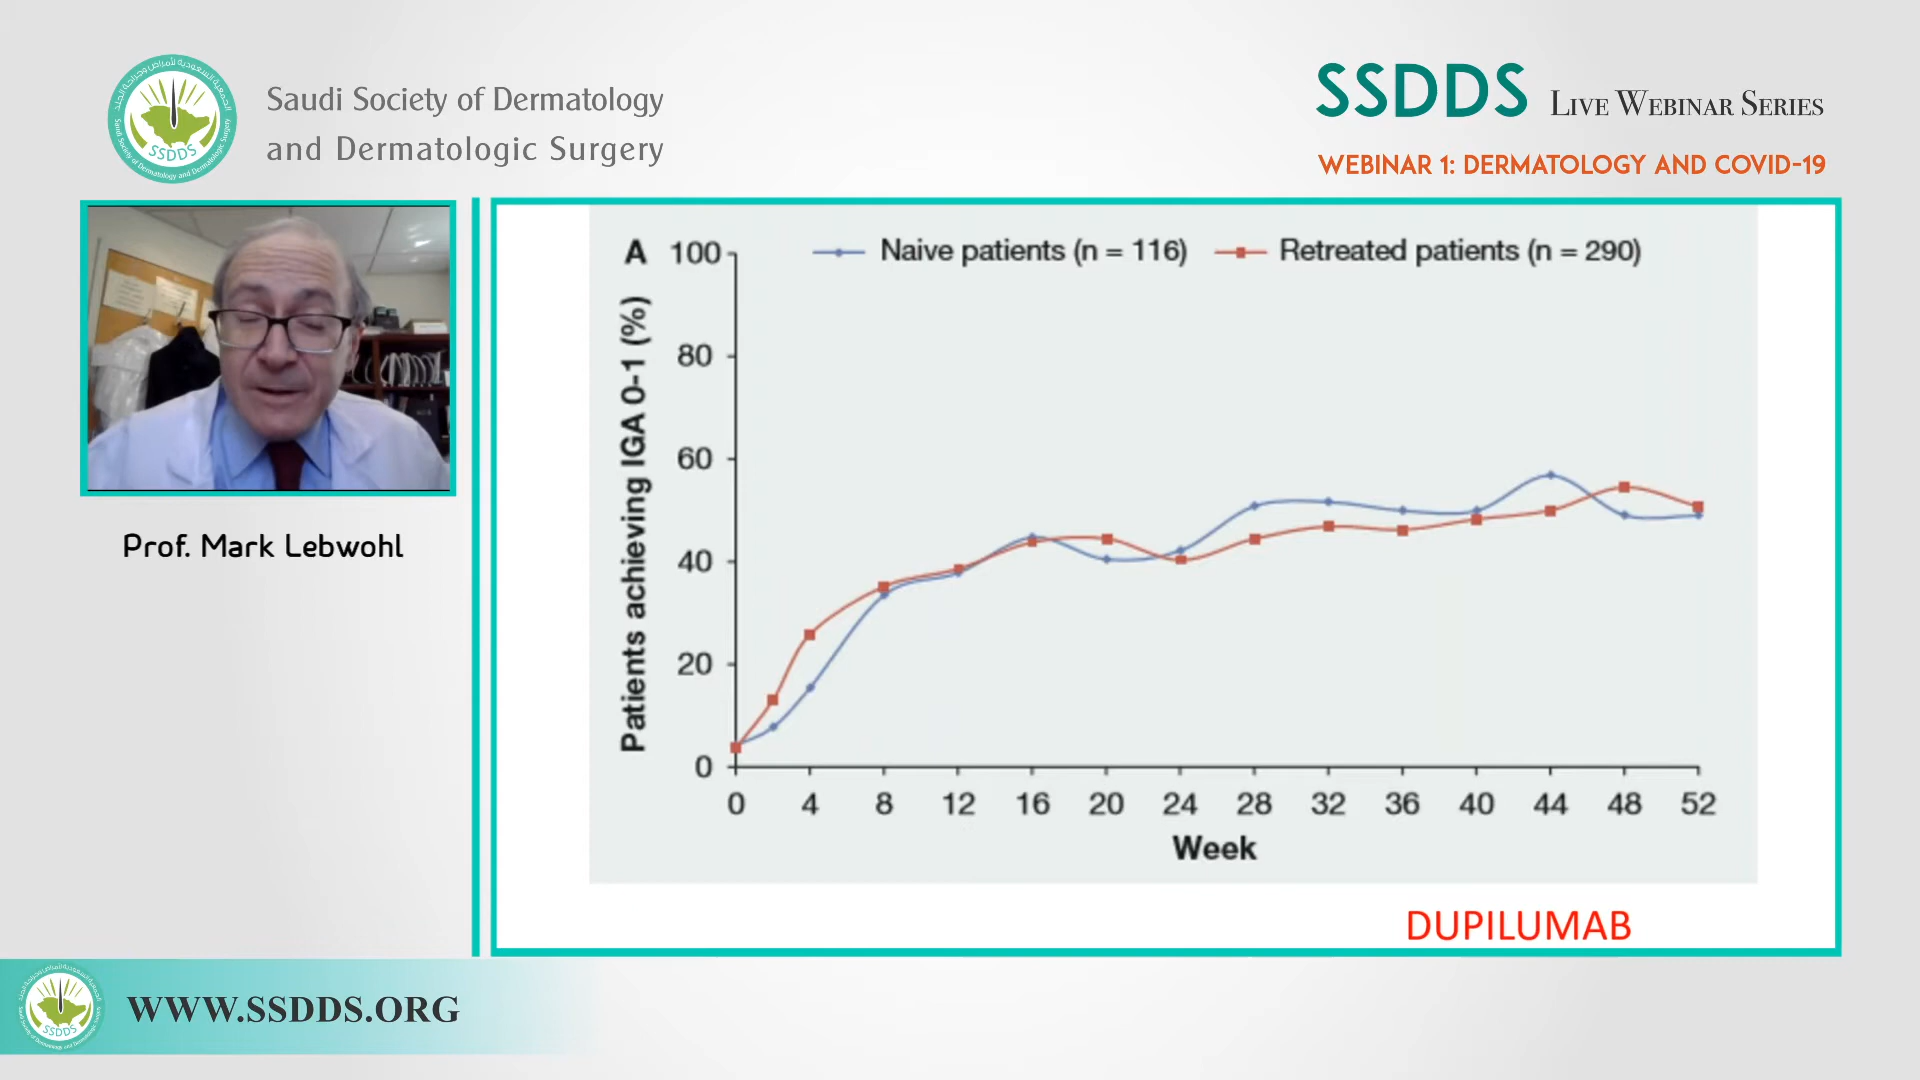 Saudi Society of Dermatology
and Dermatologic Surgery
SSDDS
SSDDS LIVE WEBINAR SERIES
WEBINAR 1: DERMATOLOGY AND COVID-19
Prof. Mark Lebwohl
A
Naive patients (n = 116)
Retreated patients (n = 290)
Patients achieving IGA 0-1 (%)
100
80
60
40
20
0
0 4 8 12 16 20 24 28 32 36 40 44 48 52
Week
DUPILUMAB
SSDDS
WWW.SSDDS.ORG